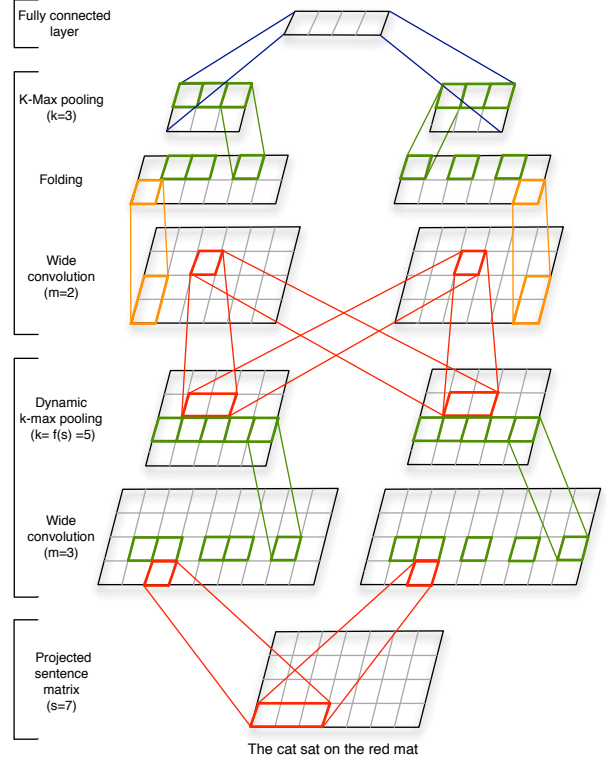 Fully connected
layer
K-Max pooling
(k=3)
Folding
Wide
convolution
(m=2)
Dynamic
k-max pooling
(k= f(s) =5)
Wide
convolution
(m=3)
Projected
sentence
matrix
(s=7)
The cat sat on the red mat